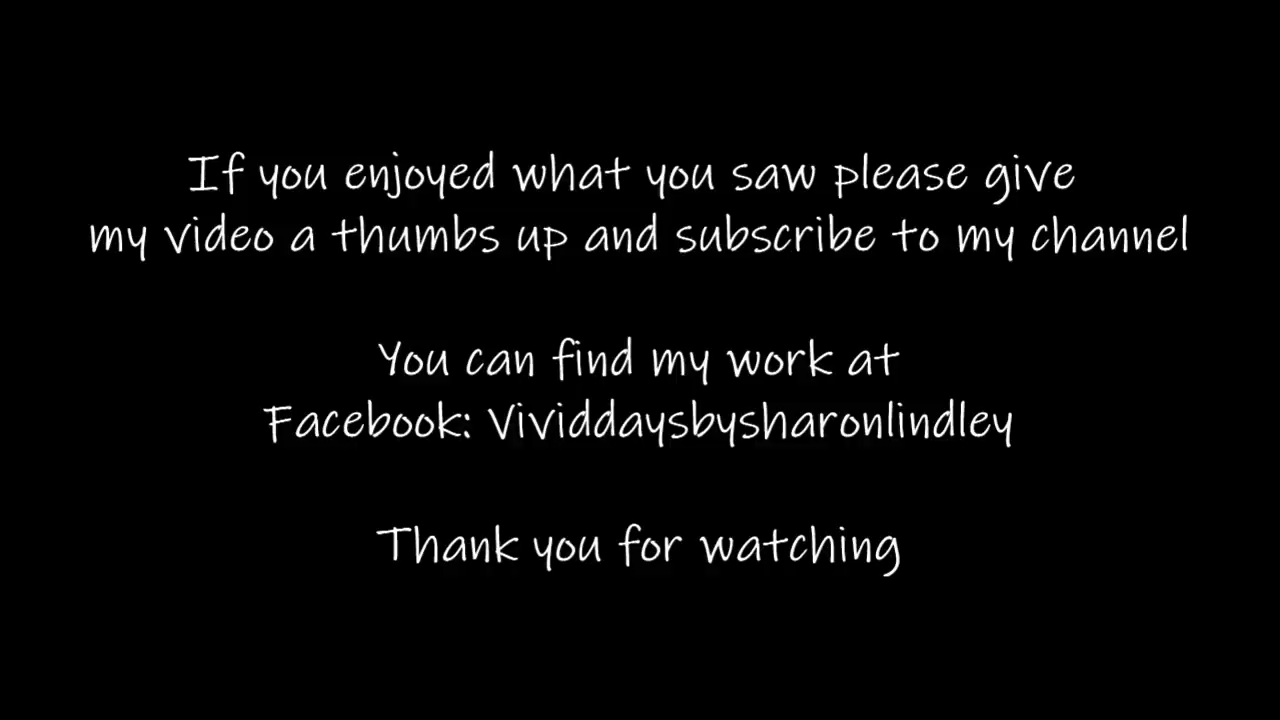 If you enjoyed what you saw please give
my video a thumbs up and subscribe to my channel
You can find my work at
Facebook: Vividdaysbysharonlindley
Thank you for watching